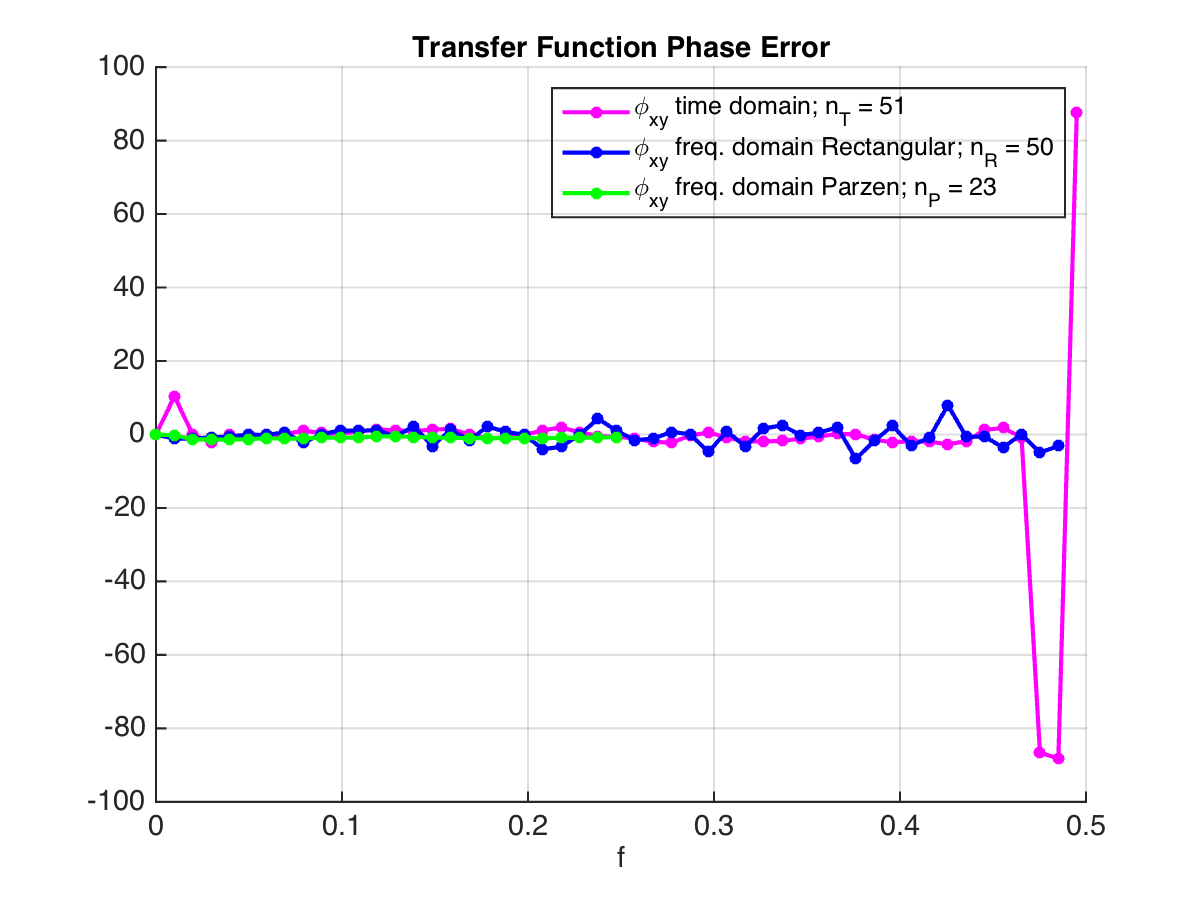 Transfer Function Phase Error
100
80
60
40
20
0
-20
-40
-60
-80
-100
ϕxy time domain; nT = 51
ϕxy freq. domain Rectangular; nR = 50
ϕxy freq. domain Parzen; nP = 23
0 0.1 0.2 0.3 0.4 0.5
f